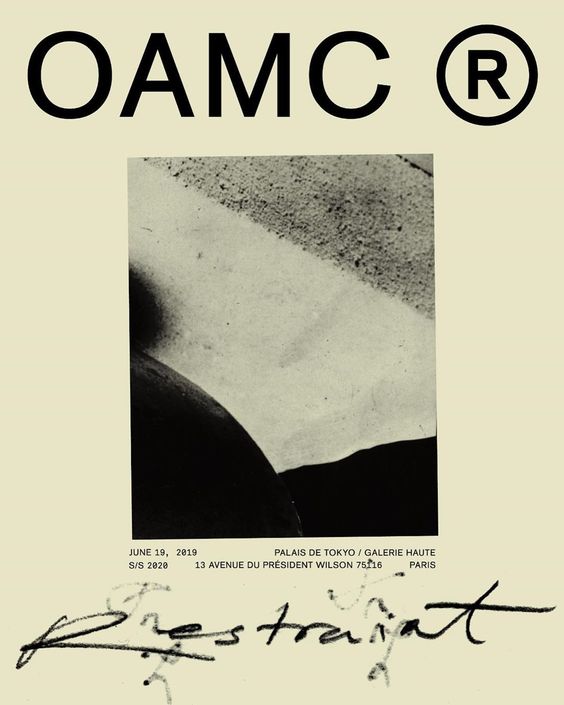 OAMC ®
JUNE 19, 2019 PALAIS DE TOKYO / GALERIE HAUTE
S/S 2020 13 AVENUE DU PRÉSIDENT WILSON 75116 PARIS